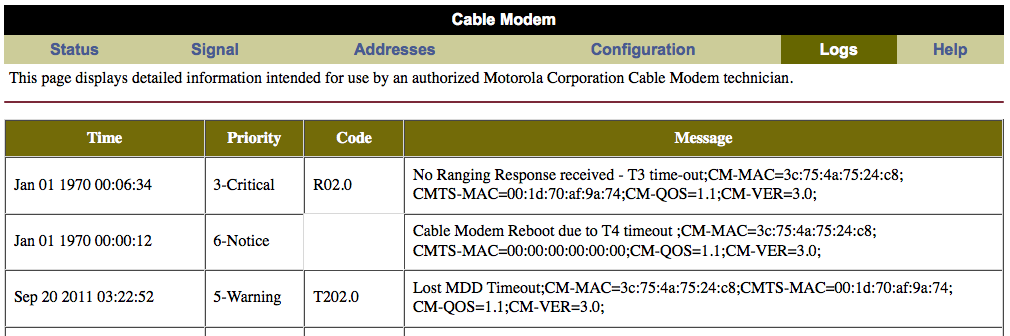 Cable Modem
Status Signal Addresses Configuration Logs Help
This page displays detailed information intended for use by an authorized Motorola Corporation Cable Modem technician.
Time Priority Code Message
Jan 01 1970 00:06:34 3-Critical R02.0 No Ranging Response received - T3 time-out;CM-MAC=3c:75:4a:75:24:c8;
CMTS-MAC=00:1d:70:af:9a:74;CM-QOS=1.1;CM-VER=3.0;
Jan 01 1970 00:00:12 6-Notice Cable Modem Reboot due to T4 timeout ;CM-MAC=3c:75:4a:75:24:c8;
CMTS-MAC=00:00:00:00:00:00;CM-QOS=1.1;CM-VER=3.0;
Sep 20 2011 03:22:52 5-Warning T202.0 Lost MDD Timeout;CM-MAC=3c:75:4a:75:24:c8;CMTS-MAC=00:1d:70:af:9a:74;
CM-QOS=1.1;CM-VER=3.0;